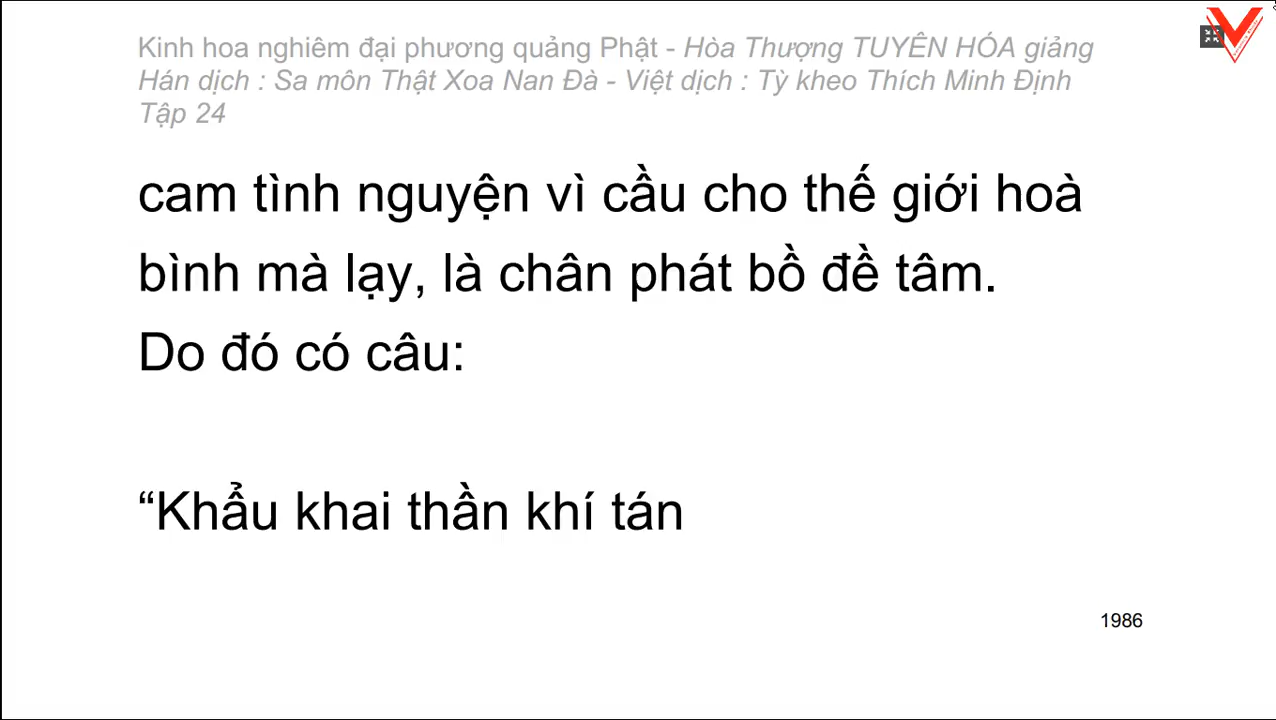 Kinh hoa nghiêm đại phương quảng Phật - Hòa Thượng TUYÊN HÓA giảng
Hán dịch : Sa môn Thật Xoa Nan Đà - Việt dịch : Tỳ kheo Thích Minh Định
Tập 24
cam tình nguyện vì cầu cho thế giới hoà
bình mà lạy, là chân phát bồ đề tâm.
Do đó có câu:
“Khẩu khai thần khí tán
1986